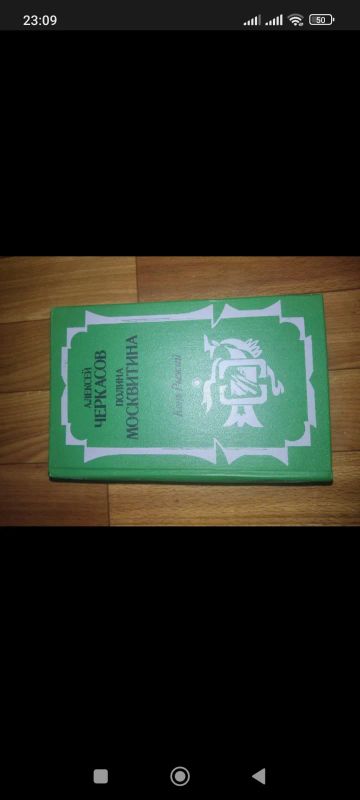 23:09
50
АЛЕКСЕЙ
ЧЕРКАСОВ
ПОЛИНА
МОСКВИТИНА
Конь Рыжий